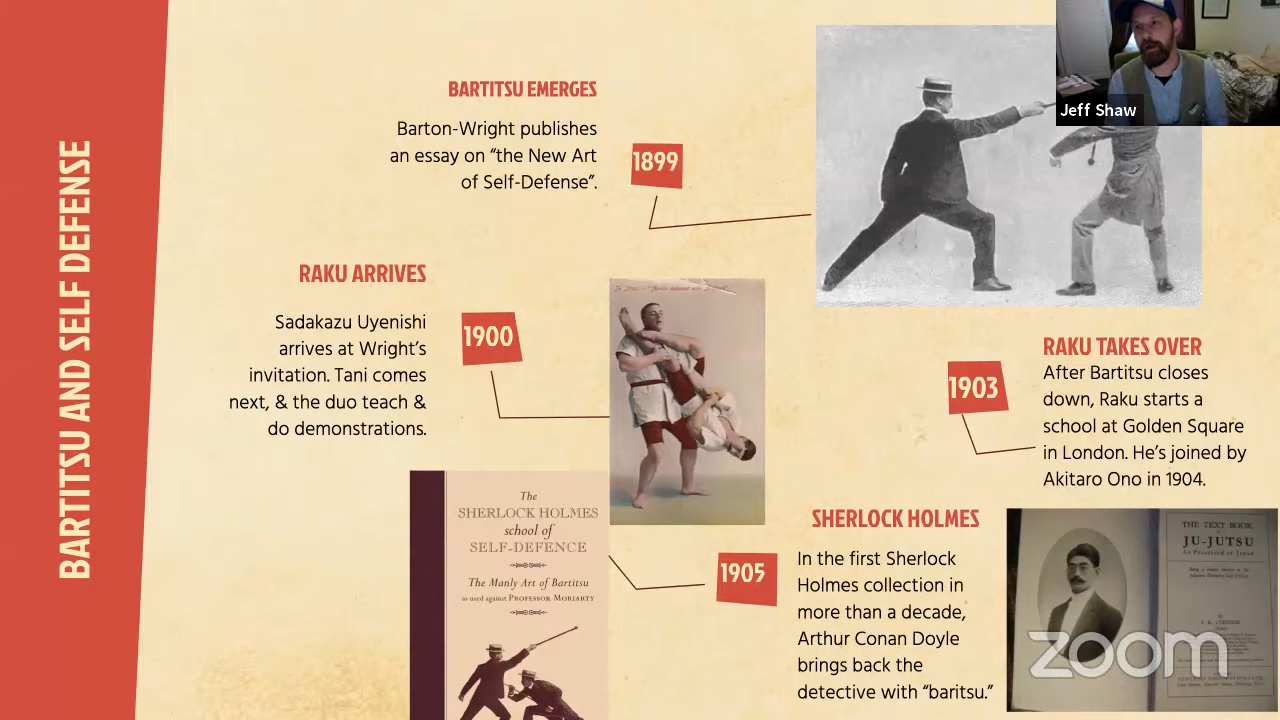 BARTITSU AND SELF DEFENSE
BARTITSU EMERGES
Barton-Wright publishes
an essay on “the New Art
of Self-Defense”.
1899
Jeff Shaw
RAKU ARRIVES
Sadakazu Uyenishi
arrives at Wright’s
invitation. Tani comes
next, & the duo teach &
do demonstrations.
1900
RAKU TAKES OVER
After Bartitsu closes
down, Raku starts a
school at Golden Square
in London. He’s joined by
Akitaro Ono in 1904.
1903
The
SHERLOCK HOLMES
school of
SELF-DEFENCE
The Manly Art of Bartitsu
as used against PROFESSOR MORIARTY
1905
SHERLOCK HOLMES
In the first Sherlock
Holmes collection in
more than a decade,
Arthur Conan Doyle
brings back the
detective with “baritsu.”
THE TEXT BOOK
of
JU-JUTSU
As Practised in Japan
zoom